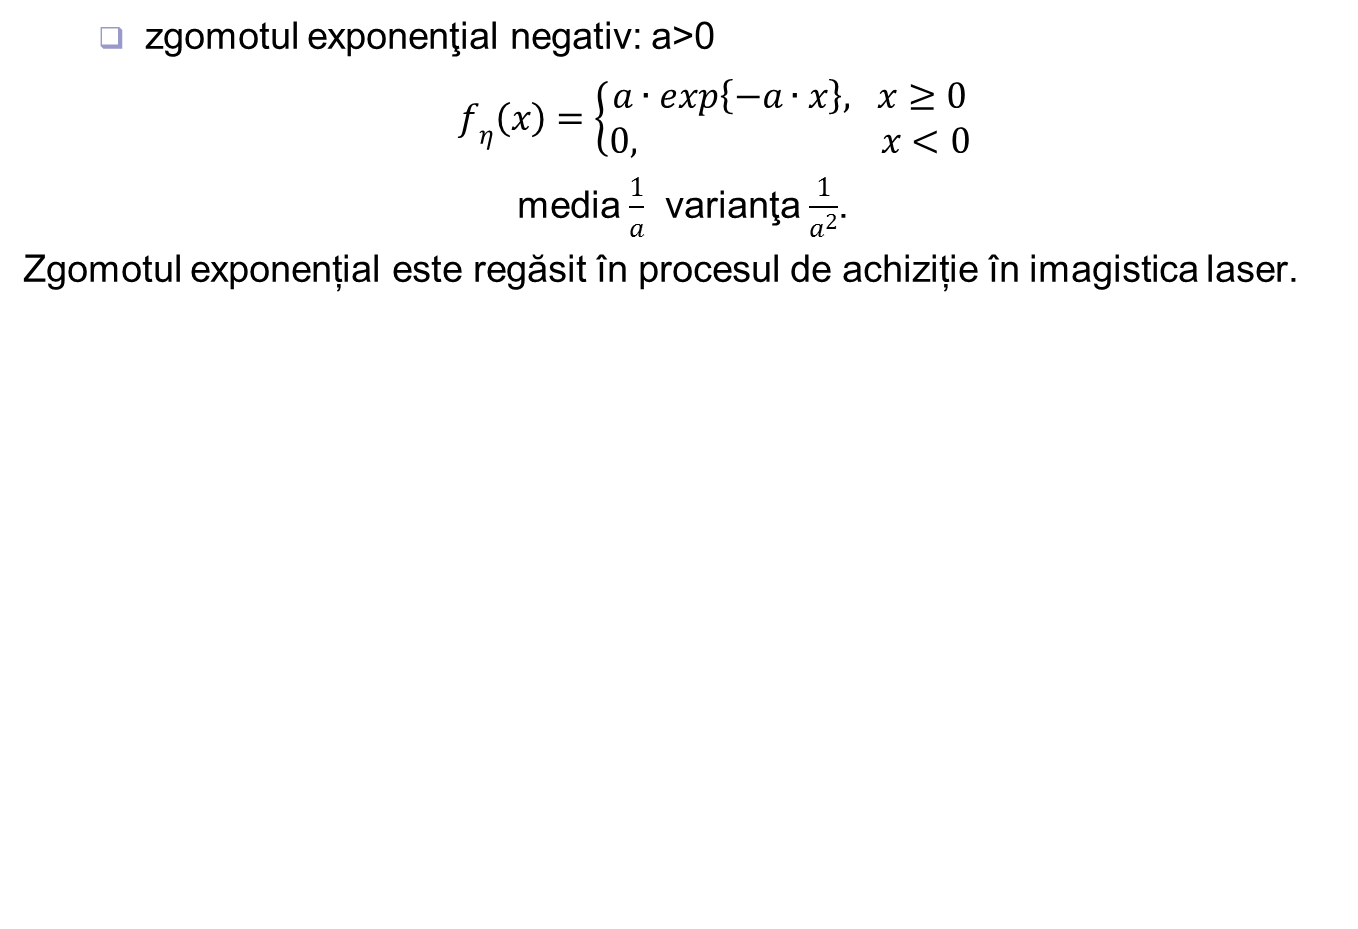 ❑ zgomotul exponenţial negativ: a>0
f_η(x) = {a · exp{−a · x}, x ≥ 0
0, x < 0
media 1/a varianţa 1/a².
Zgomotul exponențial este regăsit în procesul de achiziție în imagistica laser.